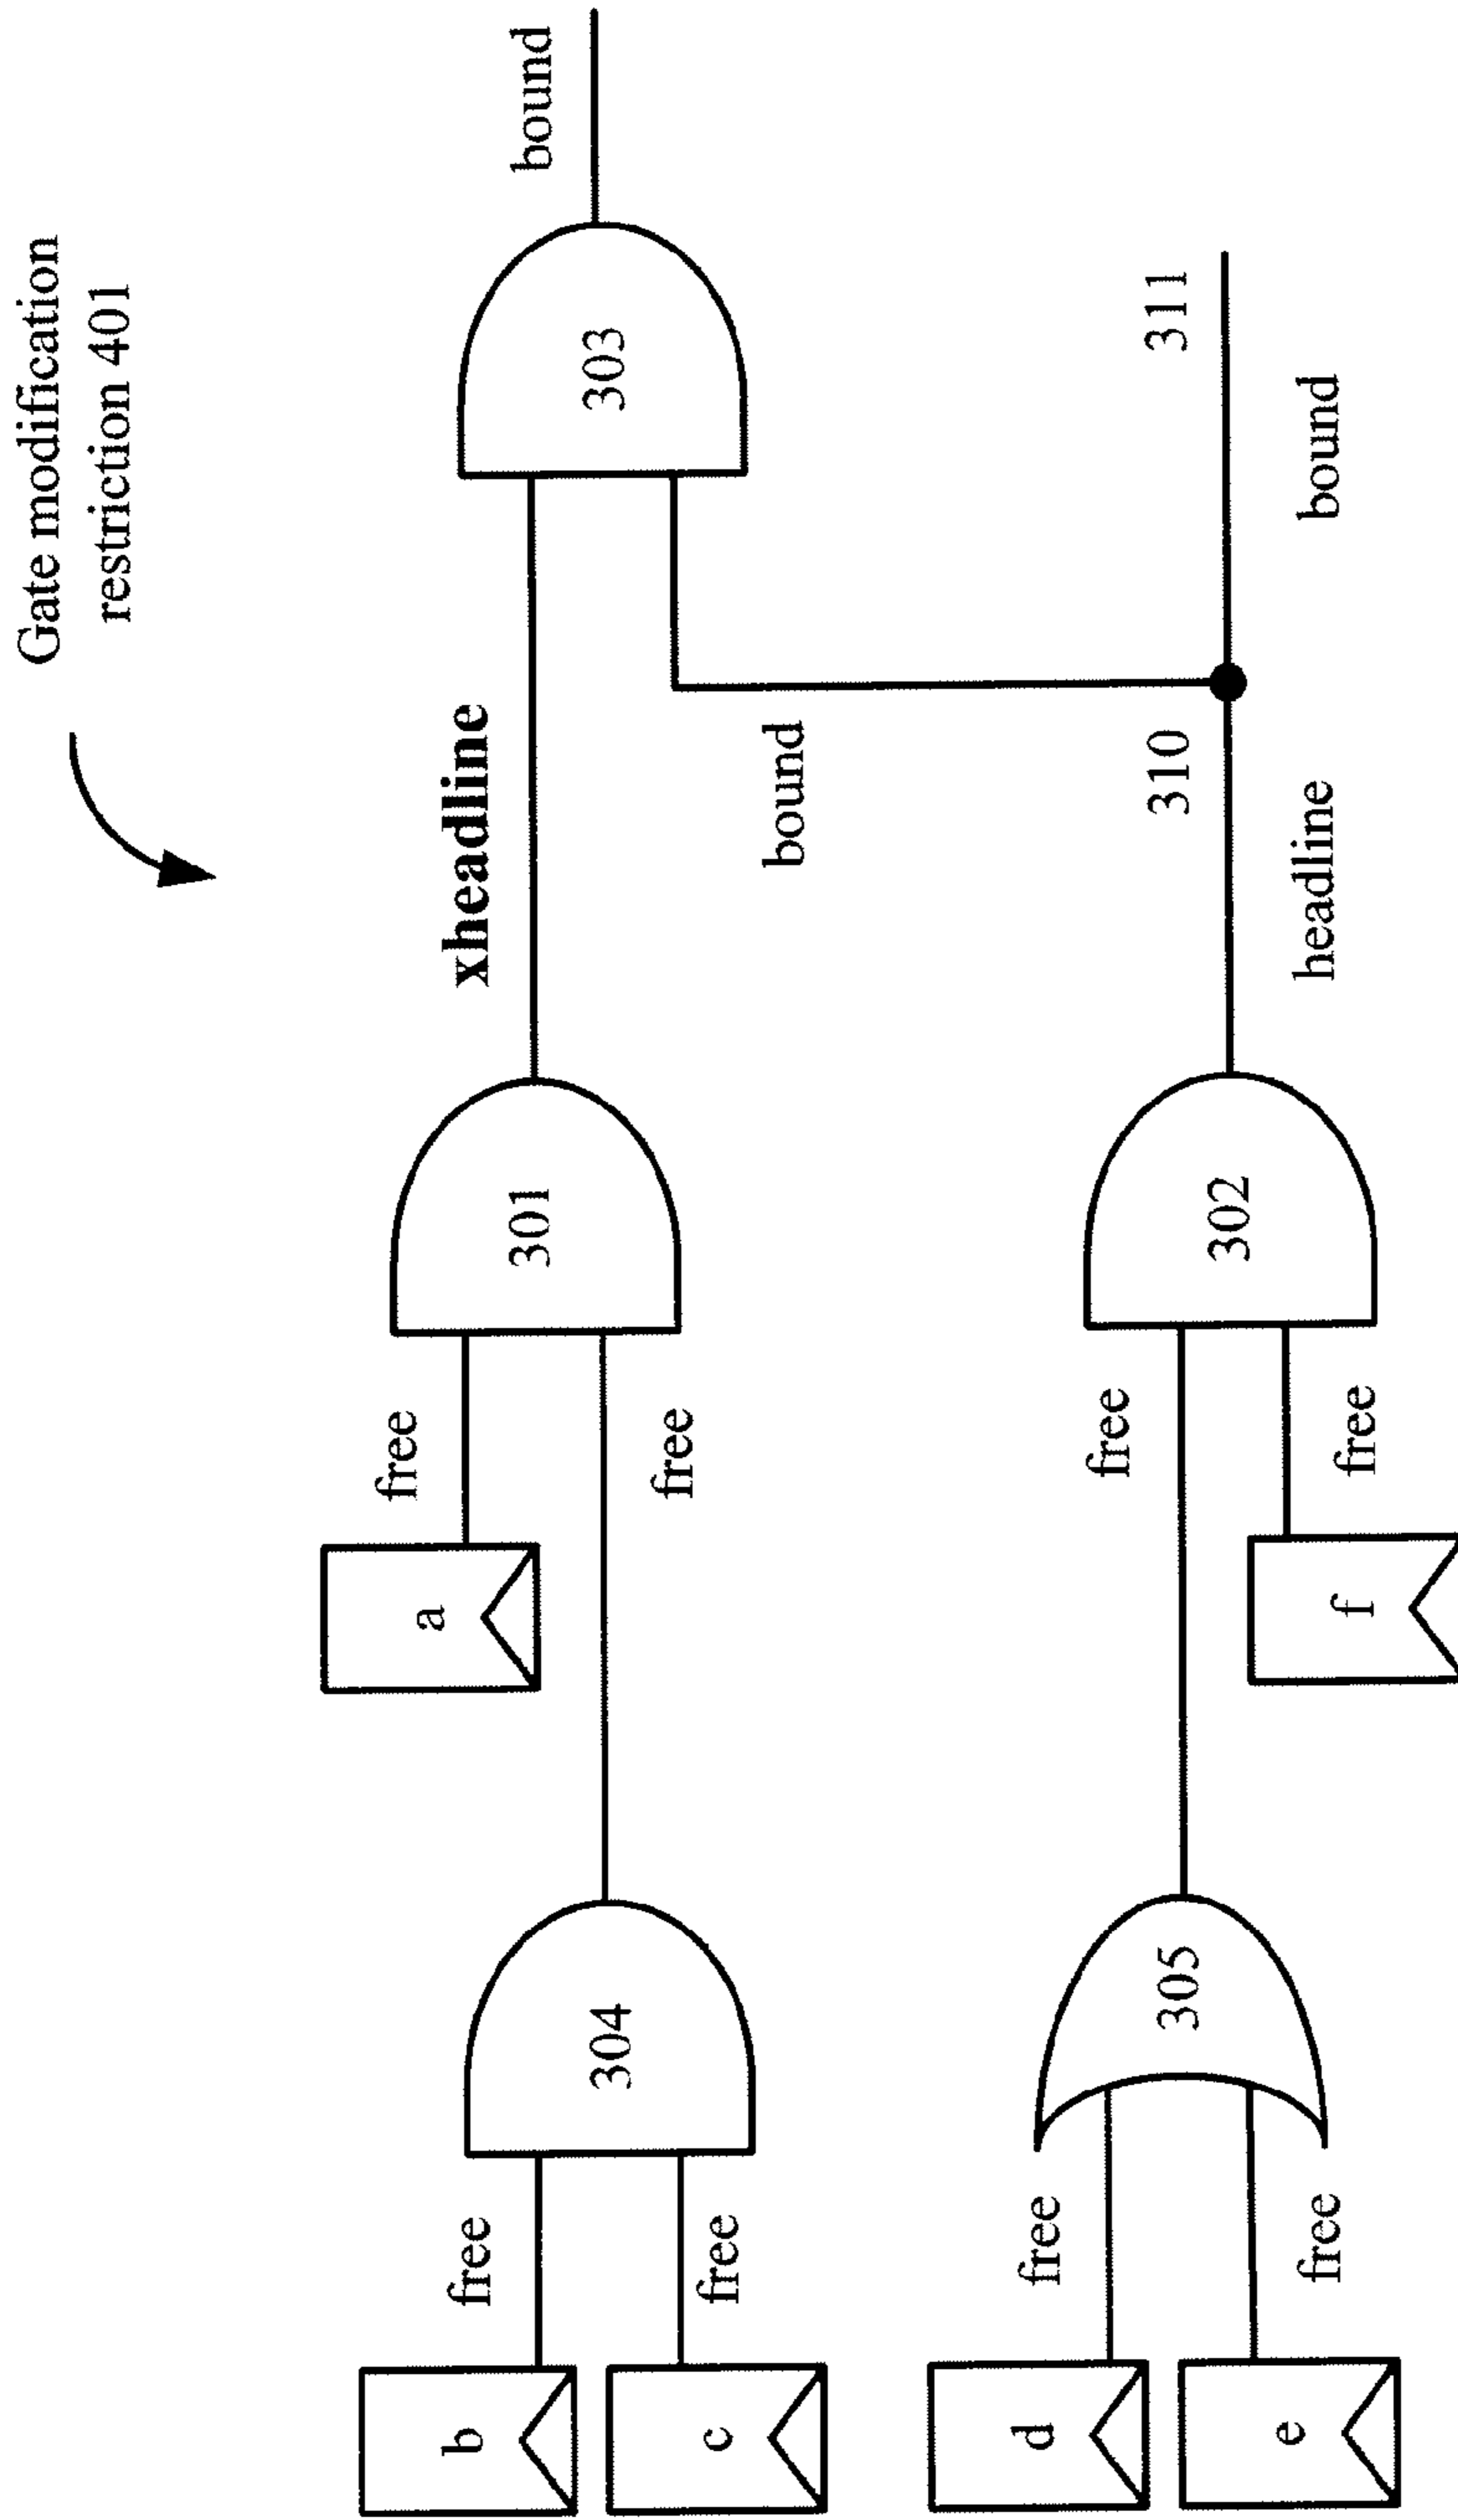 Gate modification
restriction 401
bound
303
xheadline
bound
310
311
bound
headline
301
302
free
free
free
free
a
f
304
305
free
free
free
free
b
c
d
e